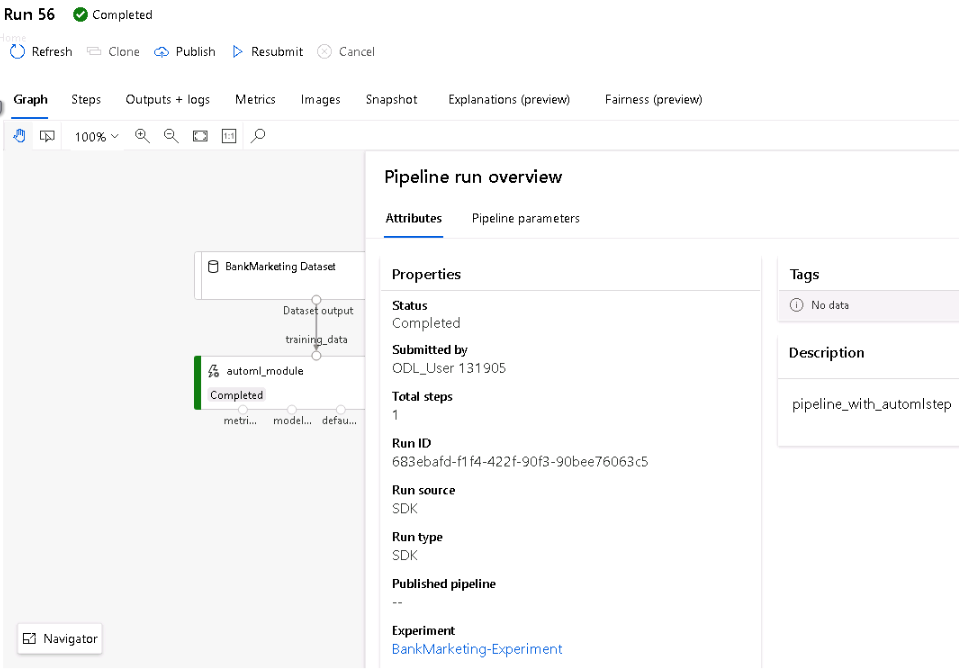 Run 56 Completed
Home
Refresh Clone Publish Resubmit Cancel
Graph Steps Outputs + logs Metrics Images Snapshot Explanations (preview) Fairness (preview)
100% 1:1
Pipeline run overview
Attributes Pipeline parameters
BankMarketing Dataset
Dataset output
training_data
automl_module
Completed
metri... model... defau...
Navigator
Properties
Status
Completed
Submitted by
ODL_User 131905
Total steps
1
Run ID
683ebafd-f1f4-422f-90f3-90bee76063c5
Run source
SDK
Run type
SDK
Published pipeline
--
Experiment
BankMarketing-Experiment
Tags
No data
Description
pipeline_with_automlstep